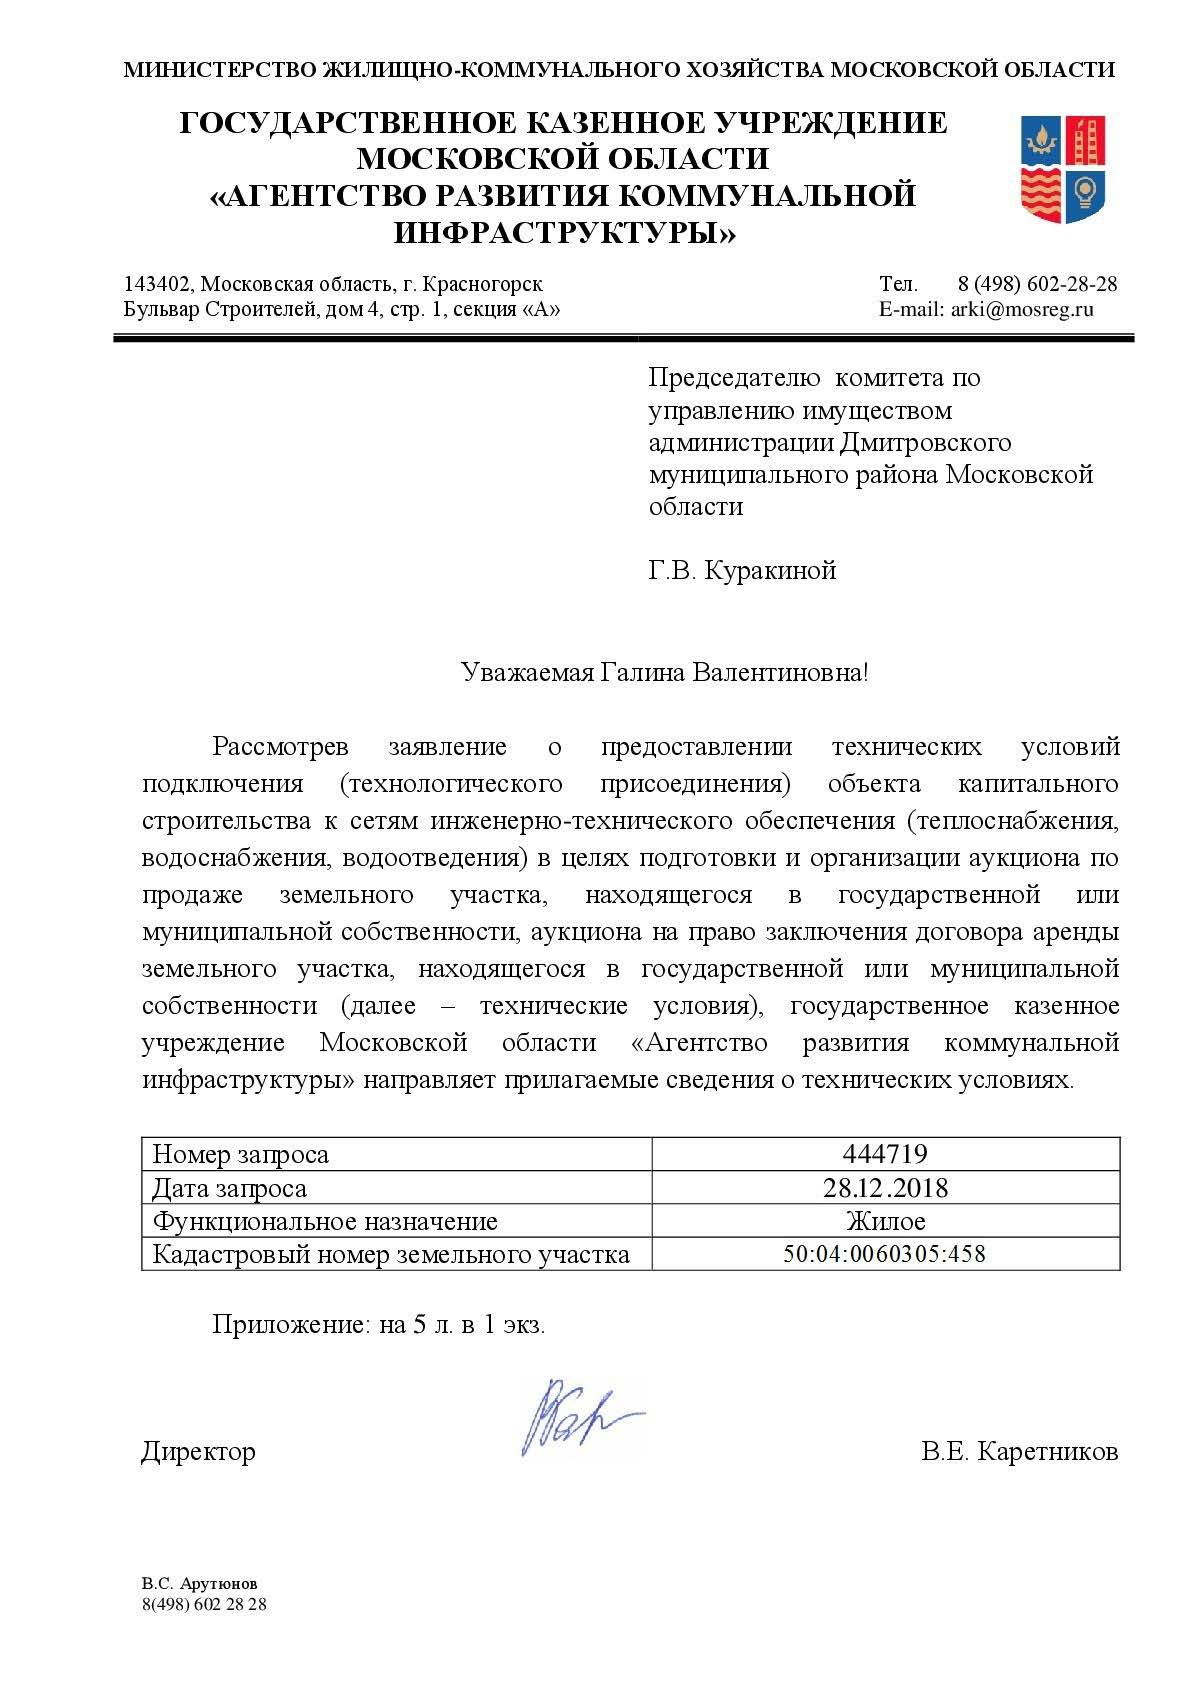 МИНИСТЕРСТВО ЖИЛИЩНО-КОММУНАЛЬНОГО ХОЗЯЙСТВА МОСКОВСКОЙ ОБЛАСТИ
ГОСУДАРСТВЕННОЕ КАЗЕННОЕ УЧРЕЖДЕНИЕ
МОСКОВСКОЙ ОБЛАСТИ
«АГЕНТСТВО РАЗВИТИЯ КОММУНАЛЬНОЙ
ИНФРАСТРУКТУРЫ»
143402, Московская область, г. Красногорск
Бульвар Строителей, дом 4, стр. 1, секция «А»
Тел. 8 (498) 602-28-28
E-mail: arki@mosreg.ru
Председателю комитета по
управлению имуществом
администрации Дмитровского
муниципального района Московской
области
Г.В. Куракиной
Уважаемая Галина Валентиновна!
Рассмотрев заявление о предоставлении технических условий
подключения (технологического присоединения) объекта капитального
строительства к сетям инженерно-технического обеспечения (теплоснабжения,
водоснабжения, водоотведения) в целях подготовки и организации аукциона по
продаже земельного участка, находящегося в государственной или
муниципальной собственности, аукциона на право заключения договора аренды
земельного участка, находящегося в государственной или муниципальной
собственности (далее – технические условия), государственное казенное
учреждение Московской области «Агентство развития коммунальной
инфраструктуры» направляет прилагаемые сведения о технических условиях.
Номер запроса 444719
Дата запроса 28.12.2018
Функциональное назначение Жилое
Кадастровый номер земельного участка 50:04:0060305:458
Приложение: на 5 л. в 1 экз.
Директор В.Е. Каретников
В.С. Арутюнов
8(498) 602 28 28